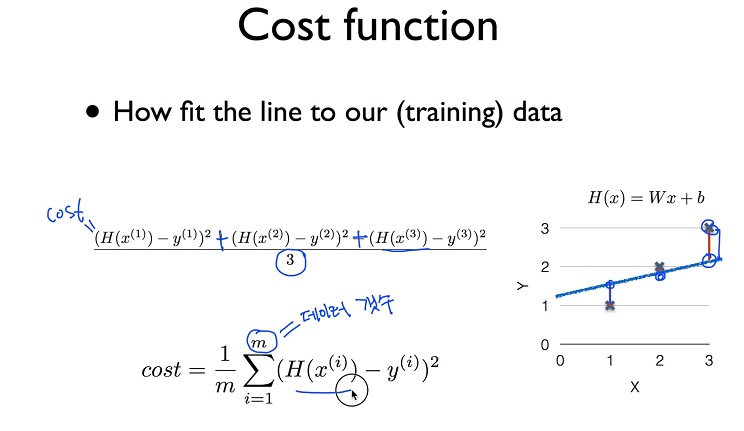 Cost function
• How fit the line to our (training) data
cost =
(H(x^{(1)}) − y^{(1)})^2 + (H(x^{(2)}) − y^{(2)})^2 + (H(x^{(3)}) − y^{(3)})^2
3
= 데이터 갯수
cost = \frac{1}{m} \sum_{i=1}^{m} (H(x^{(i)}) − y^{(i)})^2
H(x) = Wx + b
3
2
Y
1
0
0 1 2 3
X